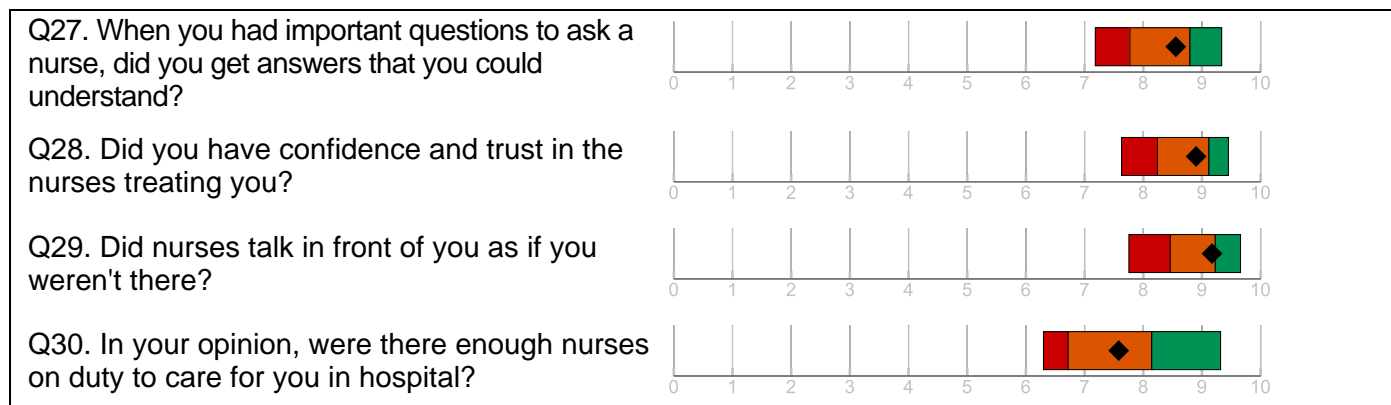 Q27. When you had important questions to ask a
nurse, did you get answers that you could
understand?
0 1 2 3 4 5 6 7 8 9 10
Q28. Did you have confidence and trust in the
nurses treating you?
0 1 2 3 4 5 6 7 8 9 10
Q29. Did nurses talk in front of you as if you
weren't there?
0 1 2 3 4 5 6 7 8 9 10
Q30. In your opinion, were there enough nurses
on duty to care for you in hospital?
0 1 2 3 4 5 6 7 8 9 10